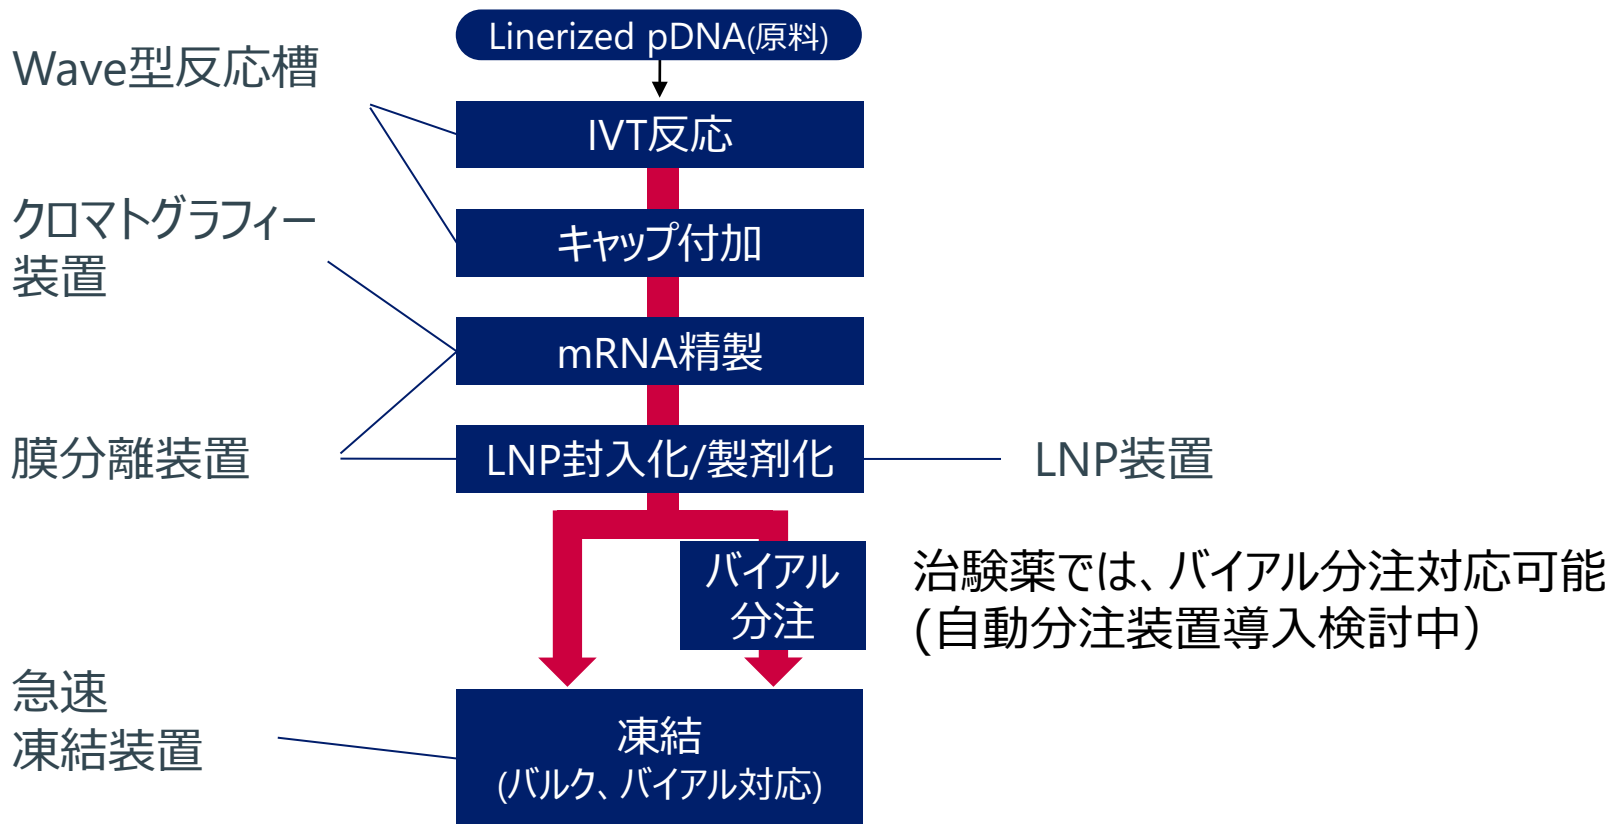 Linerized pDNA(原料)
Wave型反応槽
IVT反応
クロマトグラフィー
装置
キャップ付加
mRNA精製
膜分離装置
LNP封入化/製剤化
LNP装置
バイアル
分注
治験薬では、バイアル分注対応可能
(自動分注装置導入検討中）
急速
凍結装置
凍結
(バルク、バイアル対応)